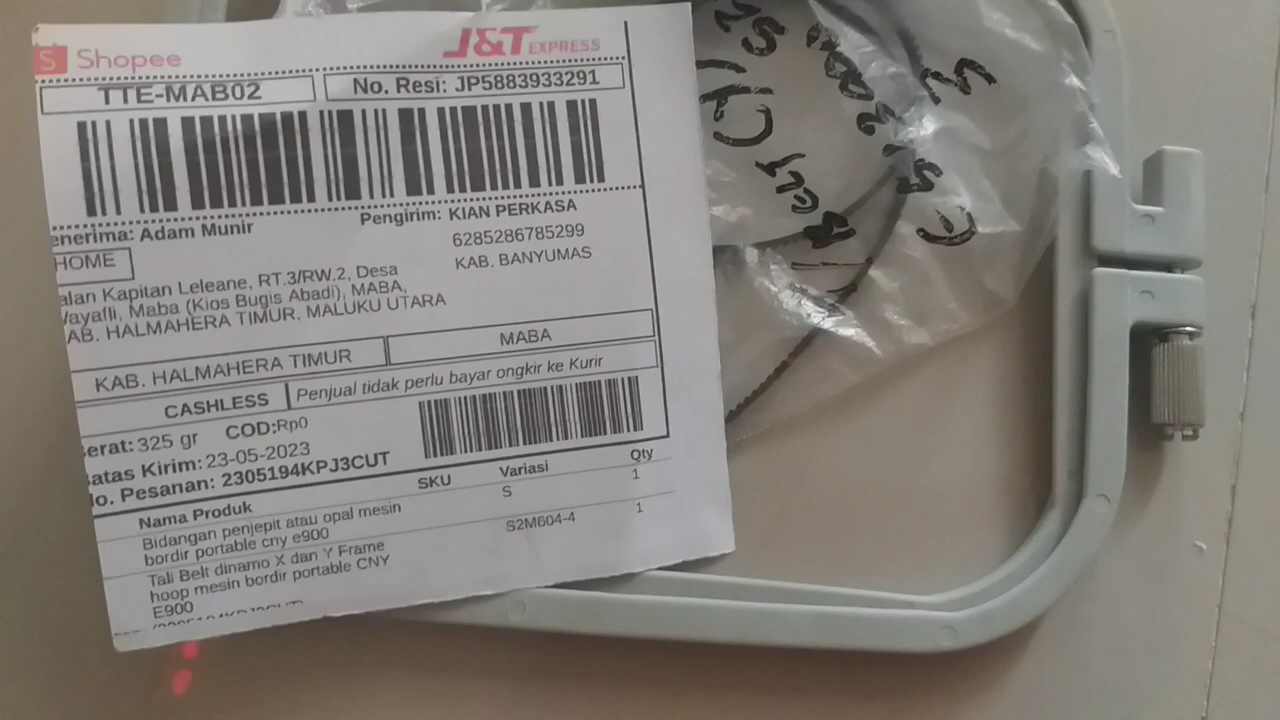 S Shopee
J&T EXPRESS
TTE-MAB02
No. Resi: JP5883933291
enerima: Adam Munir
Pengirim: KIAN PERKASA
6285286785299
KAB. BANYUMAS
HOME
alan Kapitan Leleane, RT.3/RW.2, Desa
Wayafli, Maba (Kios Bugis Abadi), MABA,
AB. HALMAHERA TIMUR, MALUKU UTARA
KAB. HALMAHERA TIMUR
MABA
CASHLESS
Penjual tidak perlu bayar ongkir ke Kurir
erat: 325 gr
COD:Rp0
atas Kirim: 23-05-2023
lo. Pesanan: 2305194KPJ3CUT
Nama Produk
SKU
Variasi
Qty
Bidangan penjepit atau opal mesin
bordir portable cny e900
S
1
Tali Belt dinamo X dan Y Frame
hoop mesin bordir portable CNY
E900
S2M604-4
1